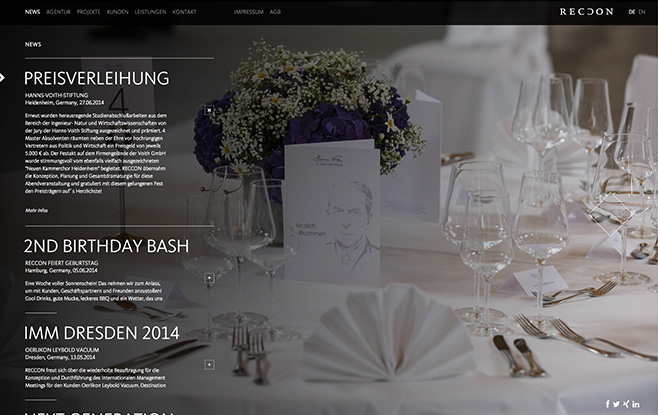 NEWS AGENTUR PROJEKTE KUNDEN LEISTUNGEN KONTAKT IMPRESSUM AGB RECCON DE EN
NEWS
PREISVERLEIHUNG
HANNS-VOITH-STIFTUNG
Heidenheim, Germany, 27.06.2014
Erneut wurden herausragende Studienabschlußarbeiten aus dem
Bereich der Ingenieur- Natur und Wirtschaftwissenschaften von
der Jury der Hanns-Voith Stiftung ausgezeichnet und prämiert. 4
Master Absolventen räumten neben der Ehre vor hochrangigen
Vertretern aus Politik und Wirtschaft ein Preisgeld von jeweils
5.000 € ab. Der Festakt auf dem Firmengelände der Voith GmbH
wurde stimmungsvoll vom ebenfalls vielfach ausgezeichneten
"Neuen Kammerchor Heidenheim" begleitet. RECCON übernahm
die Konzeption, Planung und Gesamtdramaturgie für diese
Abendveranstaltung und gratuliert mit diesem gelungenen Fest
den Preisträgern auf´s Herzlichste!
Mehr Infos
4
Herzlich
willkommen
2ND BIRTHDAY BASH
RECCON FEIERT GEBURTSTAG
Hamburg, Germany, 05.06.2014
Eine Woche voller Sonnenschein! Das nehmen wir zum Anlass,
um mit Kunden, Geschäftspartnern und Freunden anzustoßen!
Cool Drinks, gute Mucke, leckeres BBQ und ein Wetter, das uns
IMM DRESDEN 2014
OERLIKON LEYBOLD VACUUM
Dresden, Germany, 13.05.2014
RECCON freut sich über die wiederholte Beauftragung für die
Konzeption und Durchführung des Internationalen Management
Meetings für den Kunden Oerlikon Leybold Vacuum. Destination
NEXT GENERATION